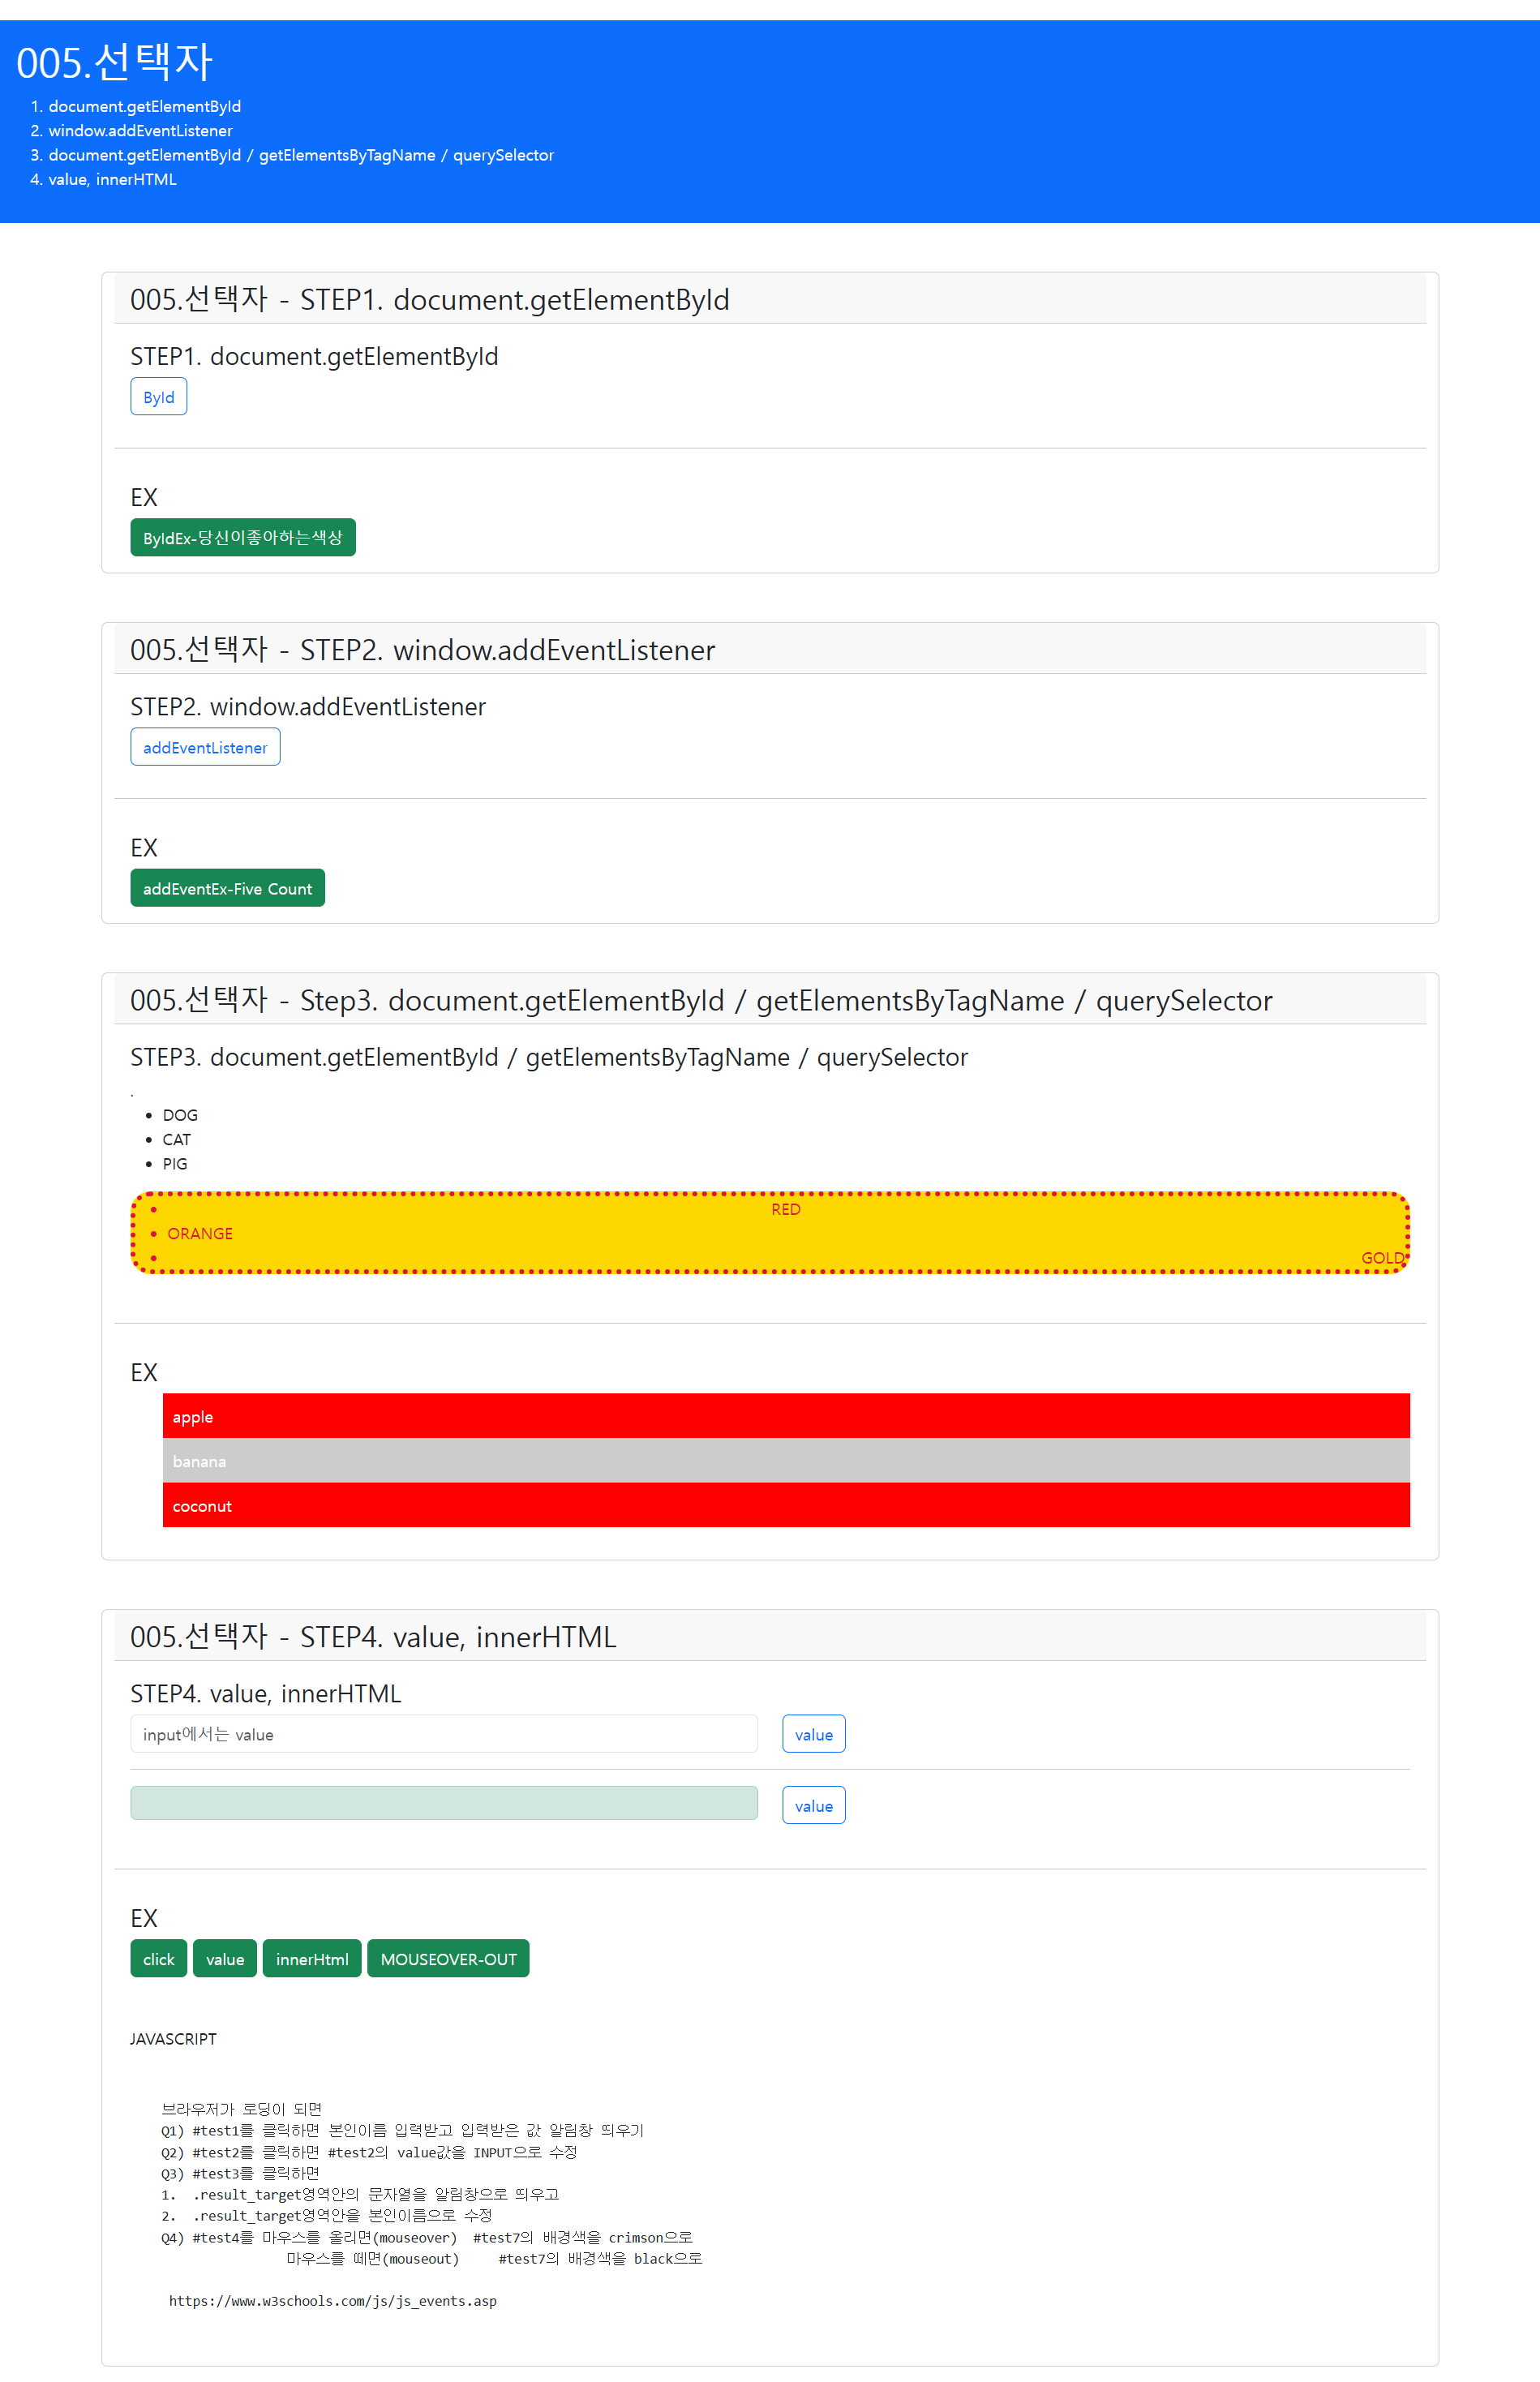 005.선택자
1. document.getElementById
2. window.addEventListener
3. document.getElementById / getElementsByTagName / querySelector
4. value, innerHTML
005.선택자 - STEP1. document.getElementById
STEP1. document.getElementById
ById
EX
ByIdEx-당신이좋아하는색상
005.선택자 - STEP2. window.addEventListener
STEP2. window.addEventListener
addEventListener
EX
addEventEx-Five Count
005.선택자 - Step3. document.getElementById / getElementsByTagName / querySelector
STEP3. document.getElementById / getElementsByTagName / querySelector
.
• DOG
• CAT
• PIG
• RED
• ORANGE
• GOLD
EX
apple
banana
coconut
005.선택자 - STEP4. value, innerHTML
STEP4. value, innerHTML
input에서는 value value
value
EX
click value innerHtml MOUSEOVER-OUT
JAVASCRIPT
브라우저가 로딩이 되면
Q1) #test1를 클릭하면 본인이름 입력받고 입력받은 값 알림창 띄우기
Q2) #test2를 클릭하면 #test2의 value값을 INPUT으로 수정
Q3) #test3를 클릭하면
1. .result_target영역안의 문자열을 알림창으로 띄우고
2. .result_target영역안을 본인이름으로 수정
Q4) #test4를 마우스를 올리면(mouseover) #test7의 배경색을 crimson으로
마우스를 떼면(mouseout) #test7의 배경색을 black으로
https://www.w3schools.com/js/js_events.asp